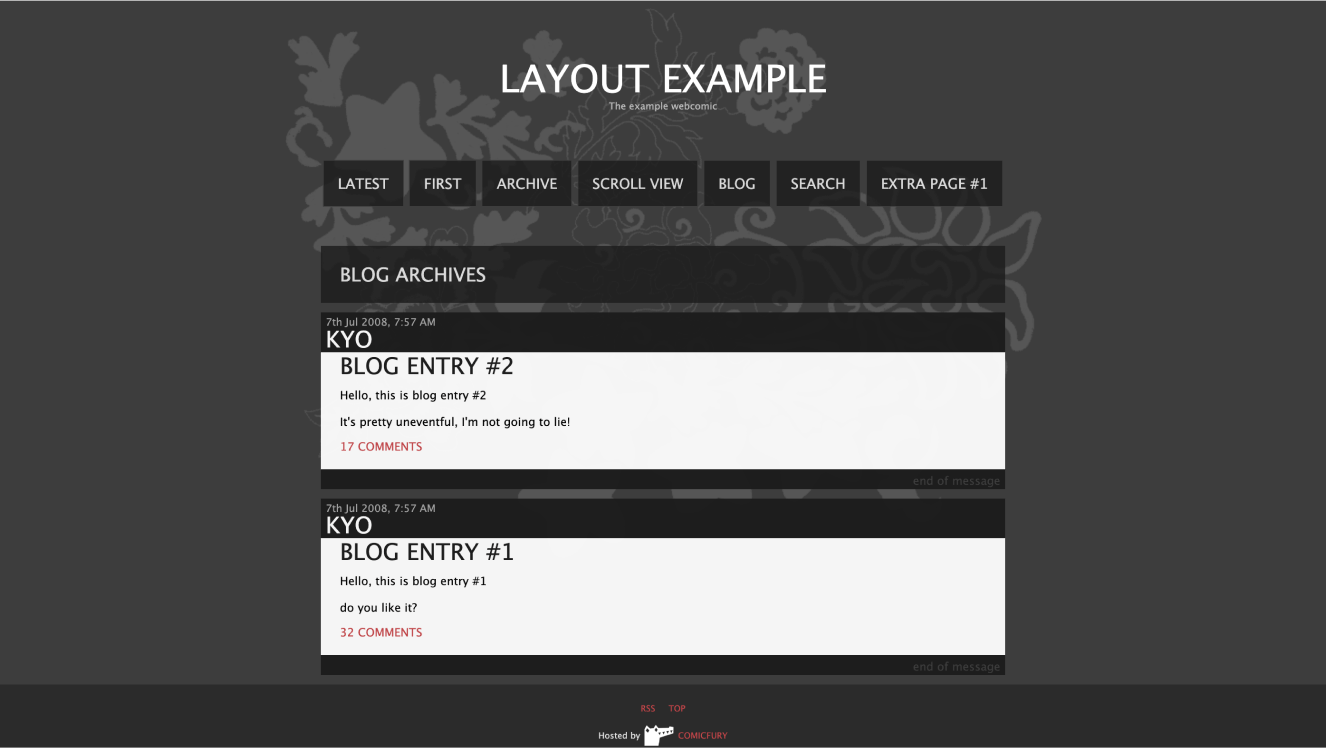 LAYOUT EXAMPLE
The example webcomic
LATEST FIRST ARCHIVE SCROLL VIEW BLOG SEARCH EXTRA PAGE #1
BLOG ARCHIVES
7th Jul 2008, 7:57 AM
KYO
BLOG ENTRY #2
Hello, this is blog entry #2
It's pretty uneventful, I'm not going to lie!
17 COMMENTS
end of message
7th Jul 2008, 7:57 AM
KYO
BLOG ENTRY #1
Hello, this is blog entry #1
do you like it?
32 COMMENTS
end of message
RSS TOP
Hosted by COMICFURY